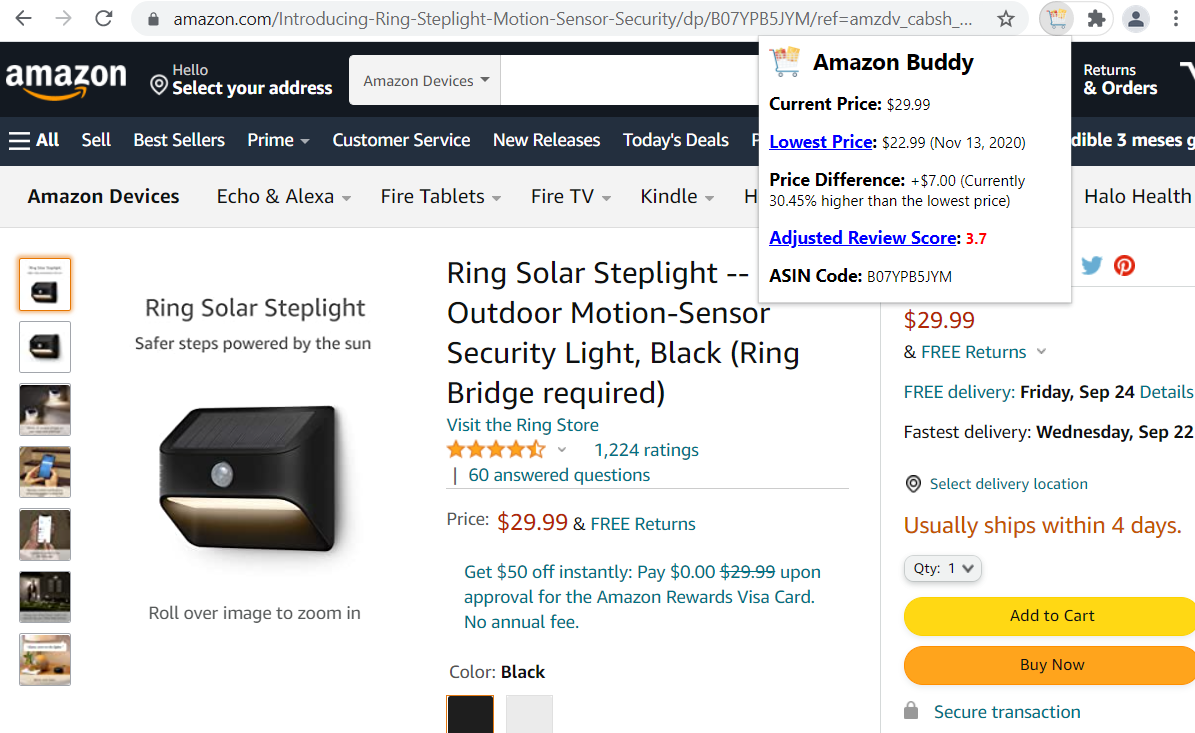 amazon.com/Introducing-Ring-Steplight-Motion-Sensor-Security/dp/B07YPB5JYM/ref=amzdv_cabsh_...
amazon
Hello
Select your address
Amazon Devices
Returns
& Orders
All Sell Best Sellers Prime Customer Service New Releases Today's Deals
dible 3 meses g
Amazon Devices Echo & Alexa Fire Tablets Fire TV Kindle H
Halo Health
Amazon Buddy
Current Price: $29.99
Lowest Price: $22.99 (Nov 13, 2020)
Price Difference: +$7.00 (Currently
30.45% higher than the lowest price)
Adjusted Review Score: 3.7
ASIN Code: B07YPB5JYM
Ring Solar Steplight
Safer steps powered by the sun
Roll over image to zoom in
Ring Solar Steplight --
Outdoor Motion-Sensor
Security Light, Black (Ring
Bridge required)
Visit the Ring Store
1,224 ratings
| 60 answered questions
Price: $29.99 & FREE Returns
Get $50 off instantly: Pay $0.00 $29.99 upon
approval for the Amazon Rewards Visa Card.
No annual fee.
Color: Black
$29.99
& FREE Returns
FREE delivery: Friday, Sep 24 Details
Fastest delivery: Wednesday, Sep 22
Select delivery location
Usually ships within 4 days.
Qty: 1
Add to Cart
Buy Now
Secure transaction